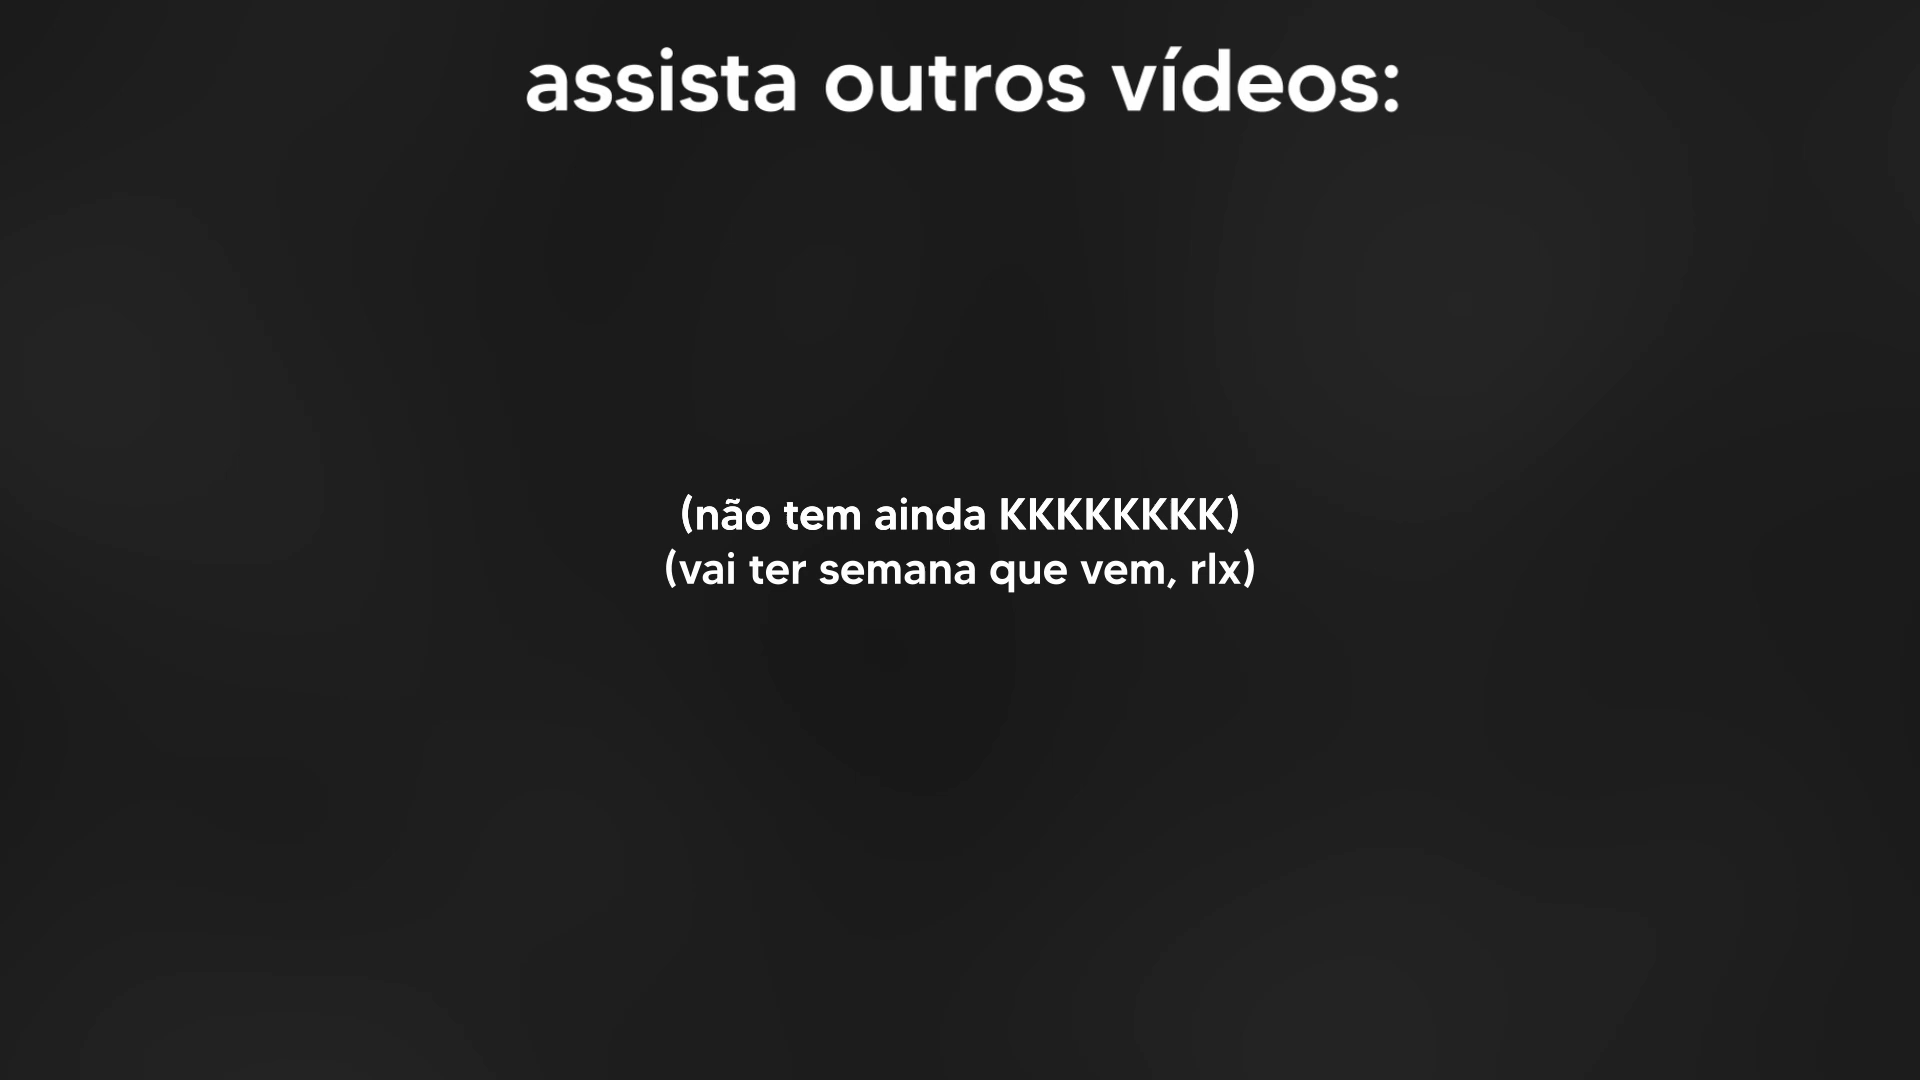 assista outros vídeos:
(não tem ainda KKKKKKKK)
(vai ter semana que vem, rlx)